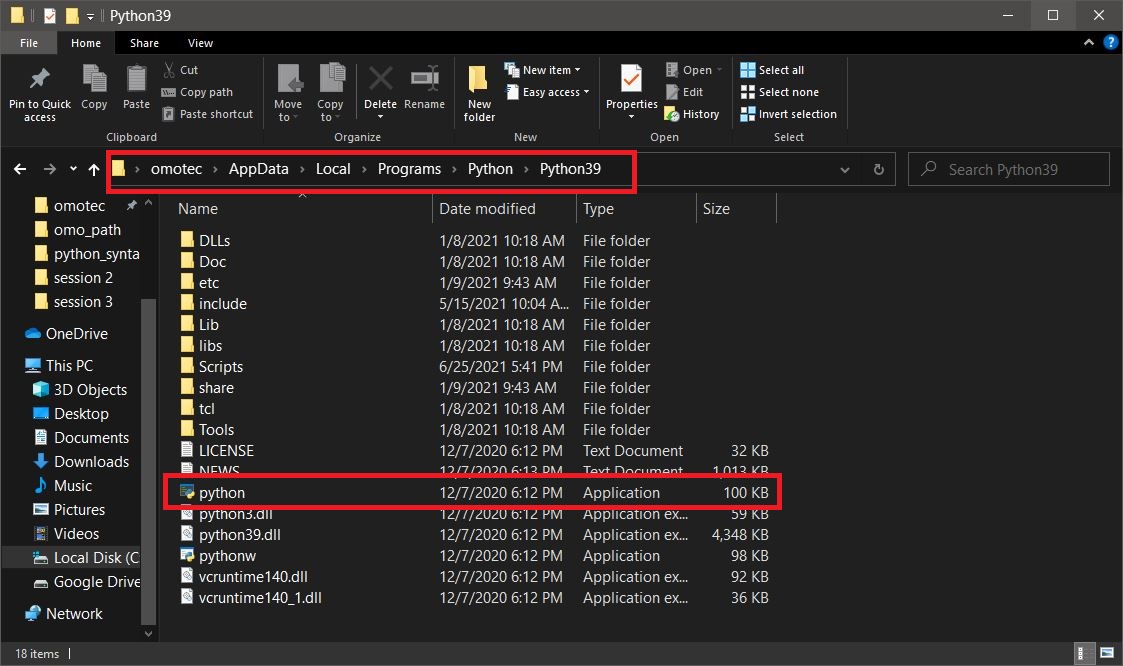 Python39
File Home Share View
Pin to Quick access
Copy
Paste
Cut
Copy path
Paste shortcut
Clipboard
Move to
Copy to
Delete
Rename
Organize
New folder
New item
Easy access
New
Properties
Open
Edit
History
Open
Select all
Select none
Invert selection
Select
omotec › AppData › Local › Programs › Python › Python39
Search Python39
omotec
omo_path
python_synta
session 2
session 3
OneDrive
This PC
3D Objects
Desktop
Documents
Downloads
Music
Pictures
Videos
Local Disk (C
Google Drive
Network
Name Date modified Type Size
DLLs 1/8/2021 10:18 AM File folder
Doc 1/8/2021 10:18 AM File folder
etc 1/9/2021 9:43 AM File folder
include 5/15/2021 10:04 A... File folder
Lib 1/8/2021 10:18 AM File folder
libs 1/8/2021 10:18 AM File folder
Scripts 6/25/2021 5:41 PM File folder
share 1/9/2021 9:43 AM File folder
tcl 1/8/2021 10:18 AM File folder
Tools 1/8/2021 10:18 AM File folder
LICENSE 12/7/2020 6:12 PM Text Document 32 KB
NEWS 12/7/2020 6:13 PM Text Document 1,013 KB
python 12/7/2020 6:12 PM Application 100 KB
python3.dll 12/7/2020 6:12 PM Application ex... 59 KB
python39.dll 12/7/2020 6:12 PM Application ex... 4,348 KB
pythonw 12/7/2020 6:12 PM Application 98 KB
vcruntime140.dll 12/7/2020 6:12 PM Application ex... 92 KB
vcruntime140_1.dll 12/7/2020 6:12 PM Application ex... 36 KB
18 items